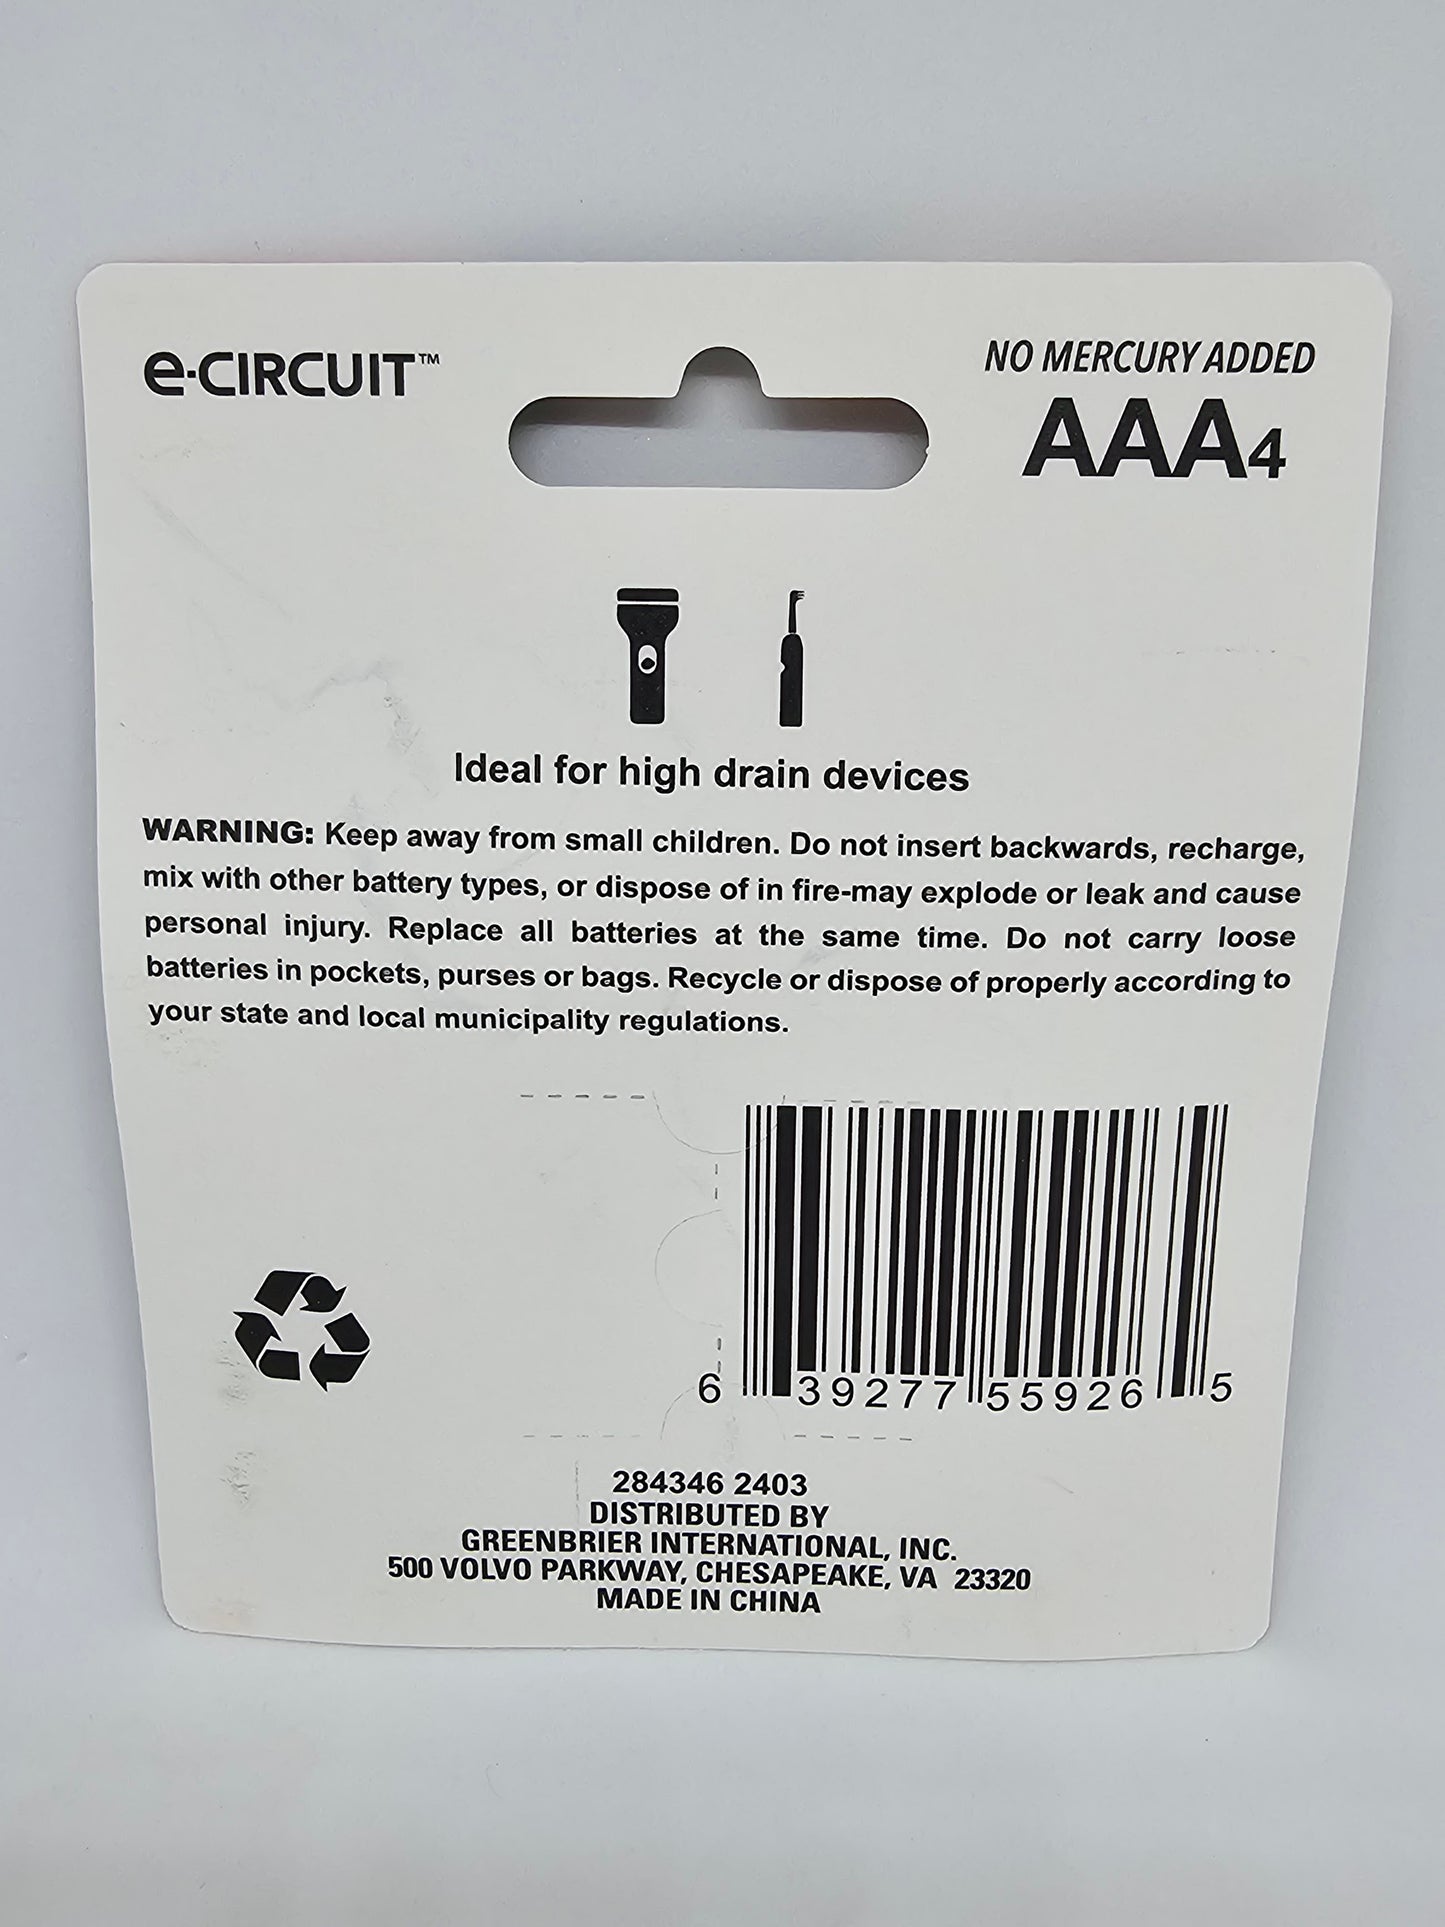 e·CIRCUIT™
NO MERCURY ADDED
AAA4
Ideal for high drain devices
WARNING: Keep away from small children. Do not insert backwards, recharge,
mix with other battery types, or dispose of in fire-may explode or leak and cause
personal injury. Replace all batteries at the same time. Do not carry loose
batteries in pockets, purses or bags. Recycle or dispose of properly according to
your state and local municipality regulations.
6 39277 55926 5
284346 2403
DISTRIBUTED BY
GREENBRIER INTERNATIONAL, INC.
500 VOLVO PARKWAY, CHESAPEAKE, VA 23320
MADE IN CHINA